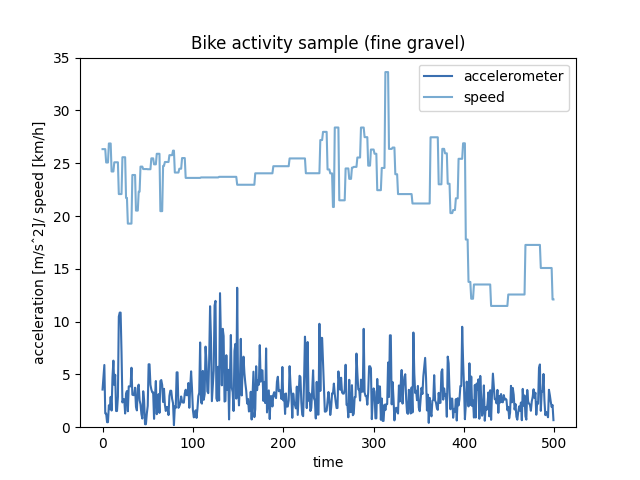 Bike activity sample (fine gravel)
accelerometer
speed
acceleration [m/s^2]/ speed [km/h]
35
30
25
20
15
10
5
0
0 100 200 300 400 500
time